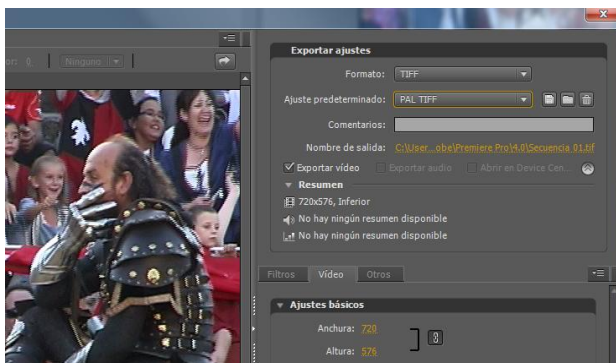 or: 0 Ninguno
Exportar ajustes
Formato: TIFF
Ajuste predeterminado: PAL TIFF
Comentarios:
Nombre de salida: C:\User...obe\Premiere Pro\4.0\Secuencia 01.tif
Exportar vídeo Exportar audio Abrir en Device Cen...
Resumen
720x576, Inferior
No hay ningún resumen disponible
No hay ningún resumen disponible
Filtros Vídeo Otros
Ajustes básicos
Anchura: 720
Altura: 576